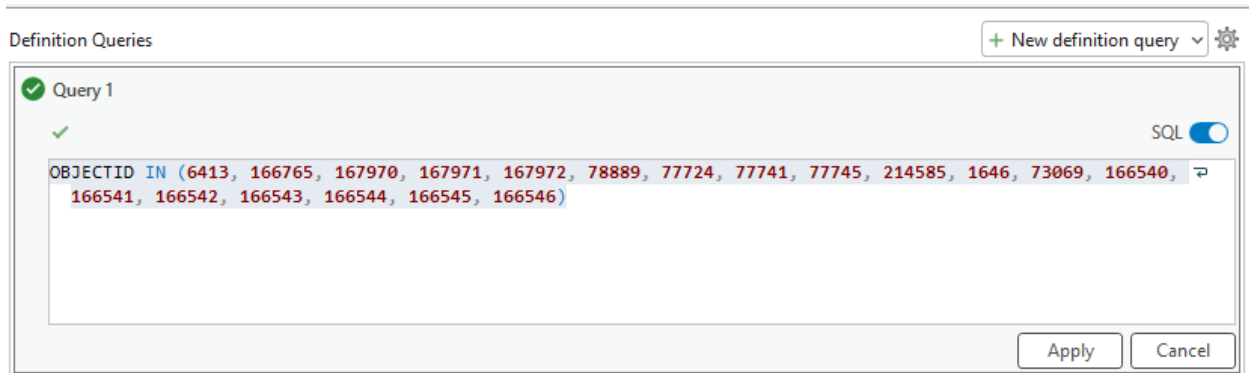 Definition Queries
+ New definition query
Query 1
SQL
OBJECTID IN (6413, 166765, 167970, 167971, 167972, 78889, 77724, 77741, 77745, 214585, 1646, 73069, 166540,
166541, 166542, 166543, 166544, 166545, 166546)
Apply Cancel